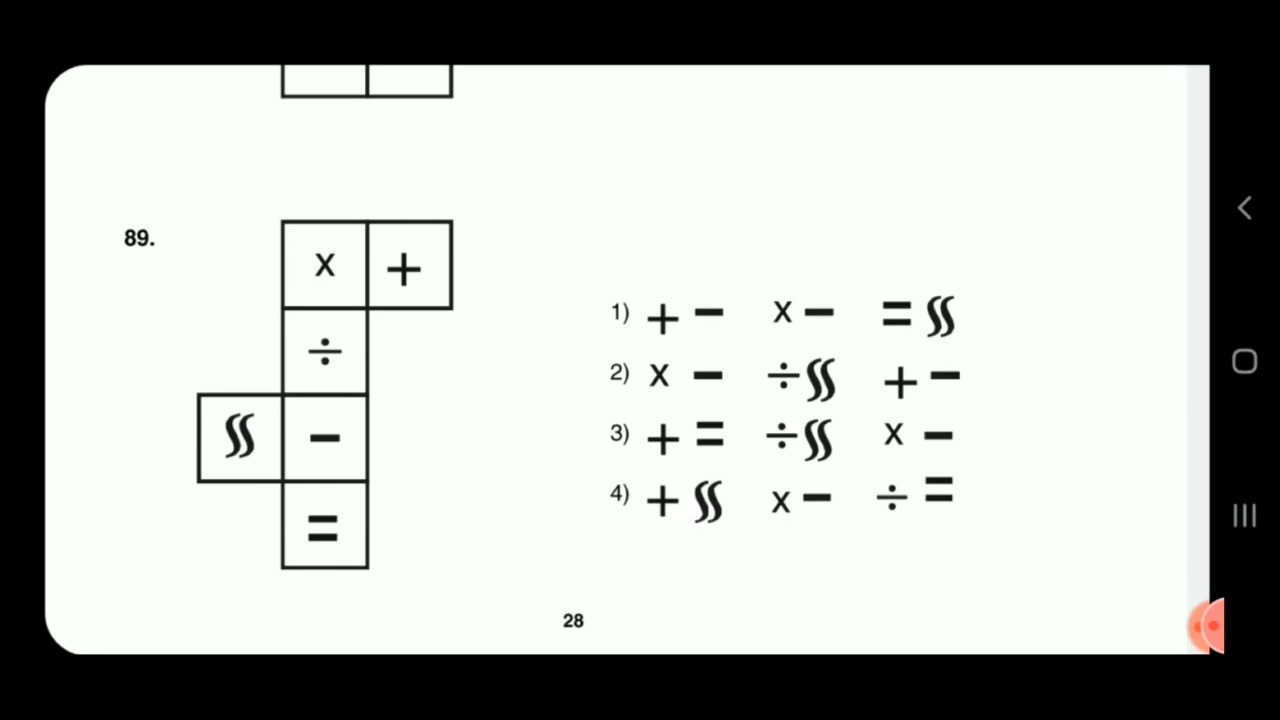 89.
x +
÷
∬ −
=
1) + − x − = ∬
2) x − ÷ ∬ + −
3) + = ÷ ∬ x −
4) + ∬ x − ÷ =
28